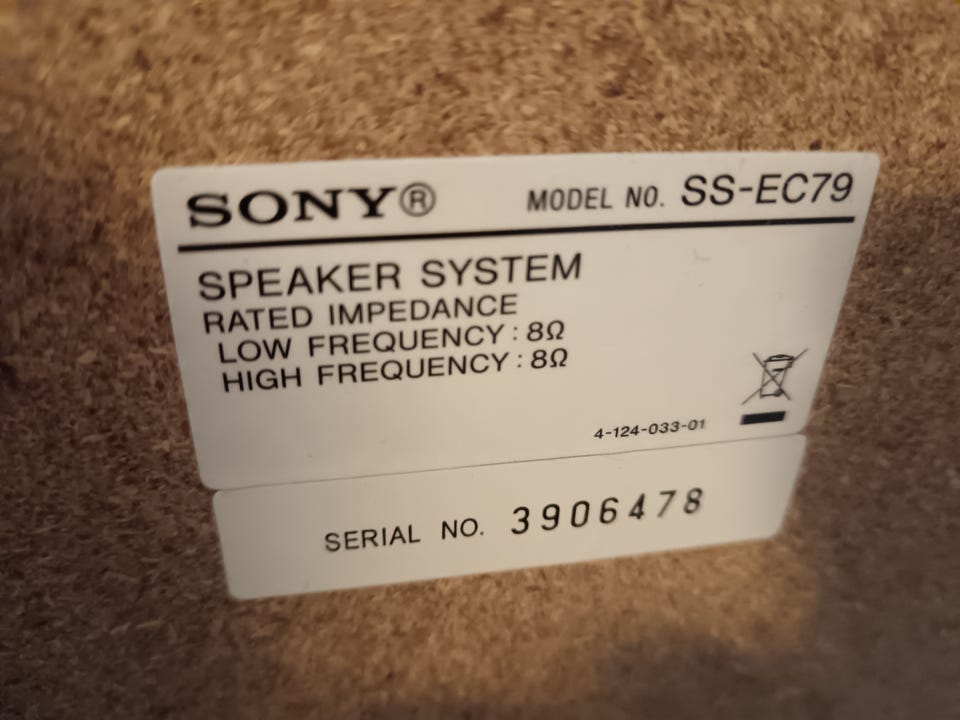 SONY®
MODEL NO. SS-EC79
SPEAKER SYSTEM
RATED IMPEDANCE
LOW FREQUENCY : 8Ω
HIGH FREQUENCY : 8Ω
4-124-033-01
SERIAL NO. 3906478